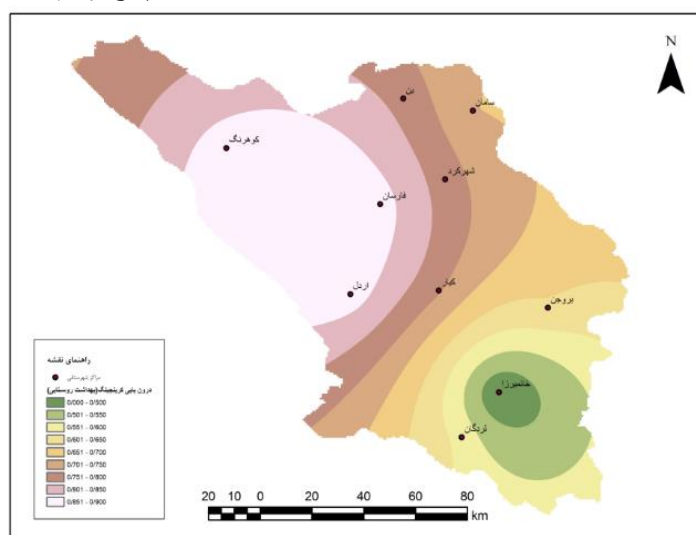 N
بن
سامان
کوهرنگ
شهرکرد
فارسان
اردل
کیار
بروجن
خانمیرزا
لردگان
راهنمای نقشه
مراکز شهرستانی
درون یابی کریجینگ(بهداشت روستایی)
0/000 - 0/500
0/501 - 0/550
0/551 - 0/600
0/601 - 0/650
0/651 - 0/700
0/701 - 0/750
0/751 - 0/800
0/801 - 0/850
0/851 - 0/900
20 10 0 20 40 60 80
km